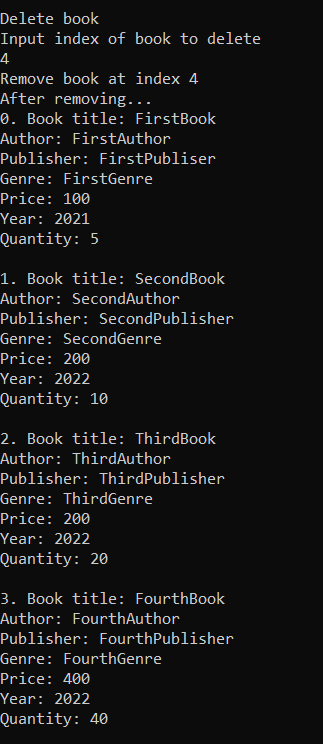 Delete book
Input index of book to delete
4
Remove book at index 4
After removing...
0. Book title: FirstBook
Author: FirstAuthor
Publisher: FirstPubliser
Genre: FirstGenre
Price: 100
Year: 2021
Quantity: 5
1. Book title: SecondBook
Author: SecondAuthor
Publisher: SecondPublisher
Genre: SecondGenre
Price: 200
Year: 2022
Quantity: 10
2. Book title: ThirdBook
Author: ThirdAuthor
Publisher: ThirdPublisher
Genre: ThirdGenre
Price: 200
Year: 2022
Quantity: 20
3. Book title: FourthBook
Author: FourthAuthor
Publisher: FourthPublisher
Genre: FourthGenre
Price: 400
Year: 2022
Quantity: 40